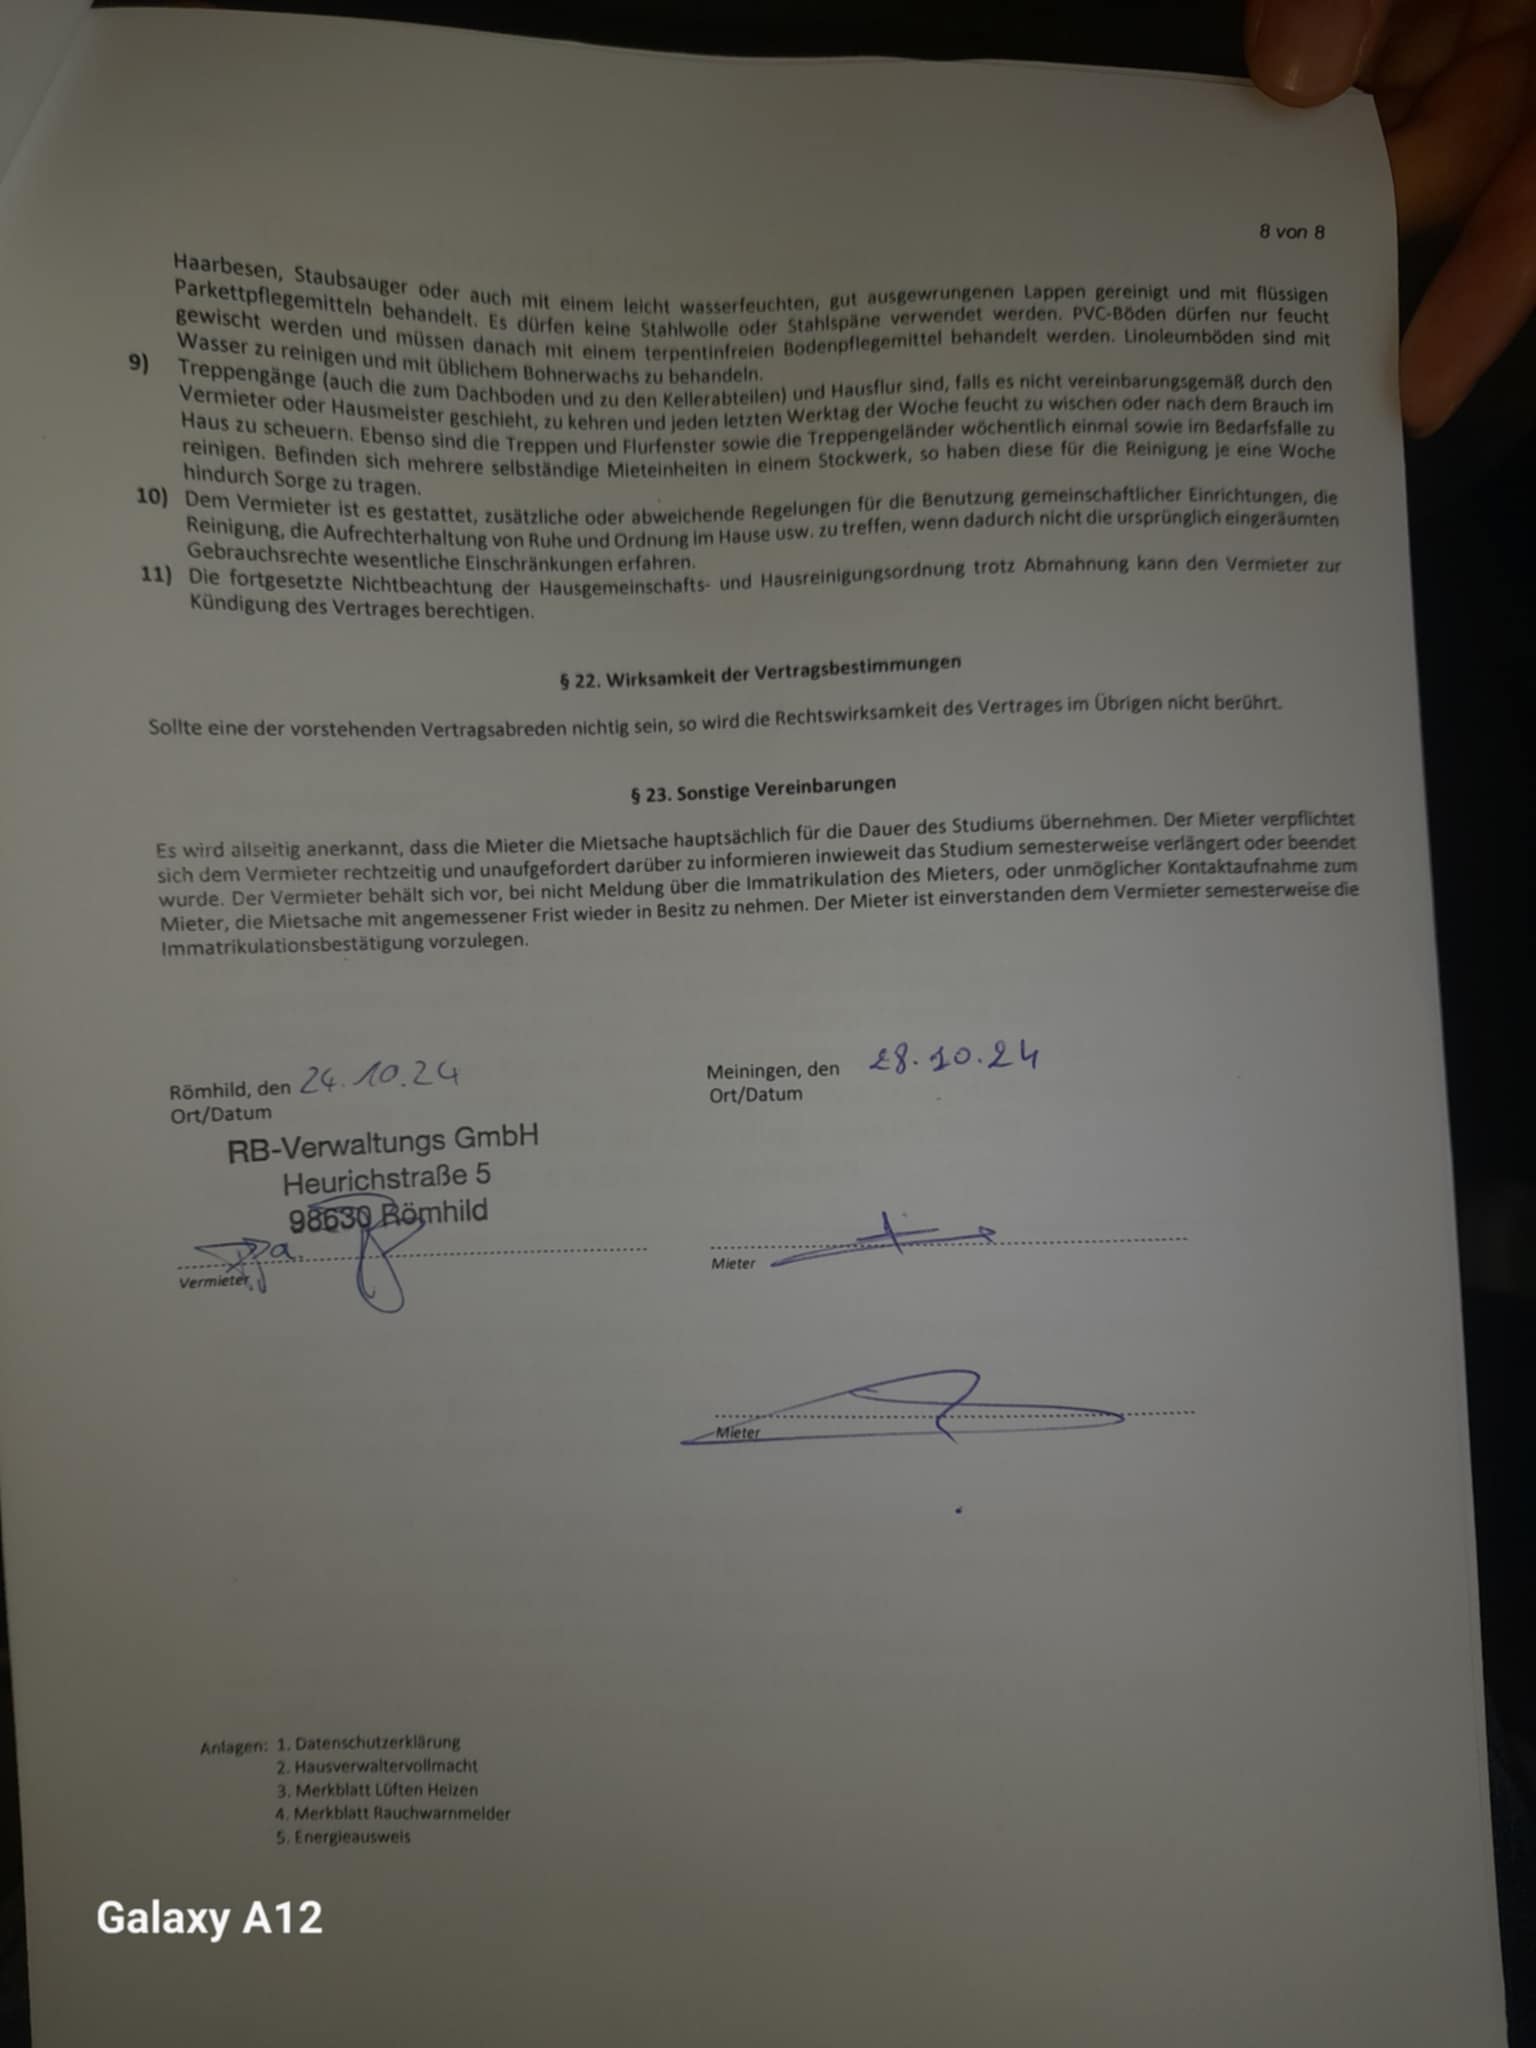 8 von 8
Haarbesen, Staubsauger oder auch mit einem leicht wasserfeuchten, gut ausgewrungenen Lappen gereinigt und mit flüssigen
Parkettpflegemitteln behandelt. Es dürfen keine Stahlwolle oder Stahlspäne verwendet werden. PVC-Böden dürfen nur feucht
gewischt werden und müssen danach mit einem terpentinfreien Bodenpflegemittel behandelt werden. Linoleumböden sind mit
Wasser zu reinigen und mit üblichem Bohnerwachs zu behandeln.
9) Treppengänge (auch die zum Dachboden und zu den Kellerabteilen) und Hausflur sind, falls es nicht vereinbarungsgemäß durch den
Vermieter oder Hausmeister geschieht, zu kehren und jeden letzten Werktag der Woche feucht zu wischen oder nach dem Brauch im
Haus zu scheuern. Ebenso sind die Treppen und Flurfenster sowie die Treppengeländer wöchentlich einmal sowie im Bedarfsfalle zu
reinigen. Befinden sich mehrere selbständige Mieteinheiten in einem Stockwerk, so haben diese für die Reinigung je eine Woche
hindurch Sorge zu tragen.
10) Dem Vermieter ist es gestattet, zusätzliche oder abweichende Regelungen für die Benutzung gemeinschaftlicher Einrichtungen, die
Reinigung, die Aufrechterhaltung von Ruhe und Ordnung im Hause usw. zu treffen, wenn dadurch nicht die ursprünglich eingeräumten
Gebrauchsrechte wesentliche Einschränkungen erfahren.
11) Die fortgesetzte Nichtbeachtung der Hausgemeinschafts- und Hausreinigungsordnung trotz Abmahnung kann den Vermieter zur
Kündigung des Vertrages berechtigen.
§ 22. Wirksamkeit der Vertragsbestimmungen
Sollte eine der vorstehenden Vertragsabreden nichtig sein, so wird die Rechtswirksamkeit des Vertrages im Übrigen nicht berührt.
§ 23. Sonstige Vereinbarungen
Es wird allseitig anerkannt, dass die Mieter die Mietsache hauptsächlich für die Dauer des Studiums übernehmen. Der Mieter verpflichtet
sich dem Vermieter rechtzeitig und unaufgefordert darüber zu informieren inwieweit das Studium semesterweise verlängert oder beendet
wurde. Der Vermieter behält sich vor, bei nicht Meldung über die Immatrikulation des Mieters, oder unmöglicher Kontaktaufnahme zum
Mieter, die Mietsache mit angemessener Frist wieder in Besitz zu nehmen. Der Mieter ist einverstanden dem Vermieter semesterweise die
Immatrikulationsbestätigung vorzulegen.
Römhild, den 24.10.24
Ort/Datum
Meiningen, den 28.10.24
Ort/Datum
RB-Verwaltungs GmbH
Heurichstraße 5
98630 Römhild
Vermieter
Mieter
Mieter
Anlagen: 1. Datenschutzerklärung
2. Hausverwaltervollmacht
3. Merkblatt Lüften Heizen
4. Merkblatt Rauchwarnmelder
5. Energieausweis
Galaxy A12